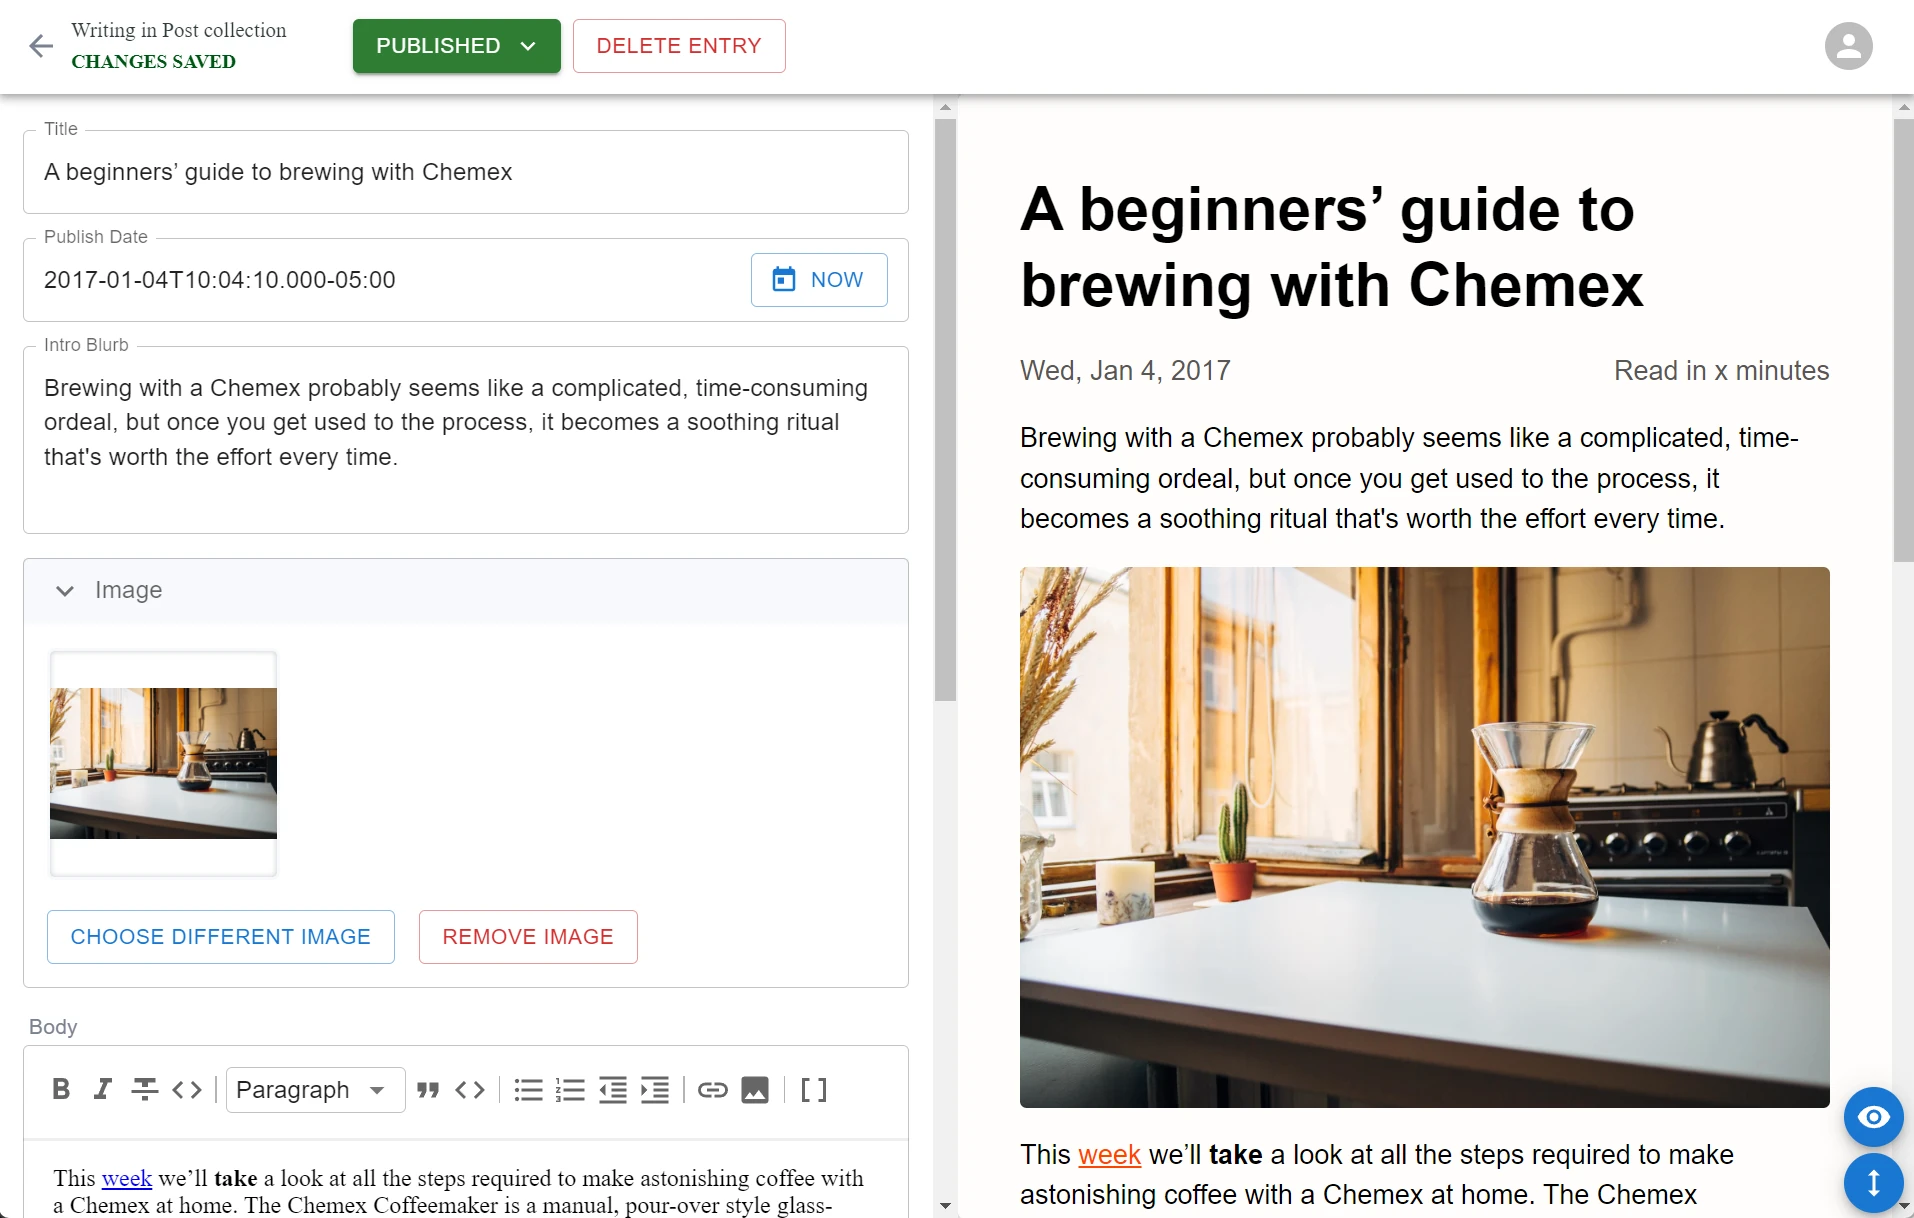 Writing in Post collection
CHANGES SAVED
PUBLISHED
DELETE ENTRY
Title
A beginners’ guide to brewing with Chemex
Publish Date
2017-01-04T10:04:10.000-05:00
NOW
Intro Blurb
Brewing with a Chemex probably seems like a complicated, time-consuming
ordeal, but once you get used to the process, it becomes a soothing ritual
that's worth the effort every time.
Image
CHOOSE DIFFERENT IMAGE
REMOVE IMAGE
Body
Paragraph
This week we’ll take a look at all the steps required to make astonishing coffee with
a Chemex at home. The Chemex Coffeemaker is a manual, pour-over style glass-
A beginners’ guide to
brewing with Chemex
Wed, Jan 4, 2017
Read in x minutes
Brewing with a Chemex probably seems like a complicated, time-
consuming ordeal, but once you get used to the process, it
becomes a soothing ritual that's worth the effort every time.
This week we’ll take a look at all the steps required to make
astonishing coffee with a Chemex at home. The Chemex